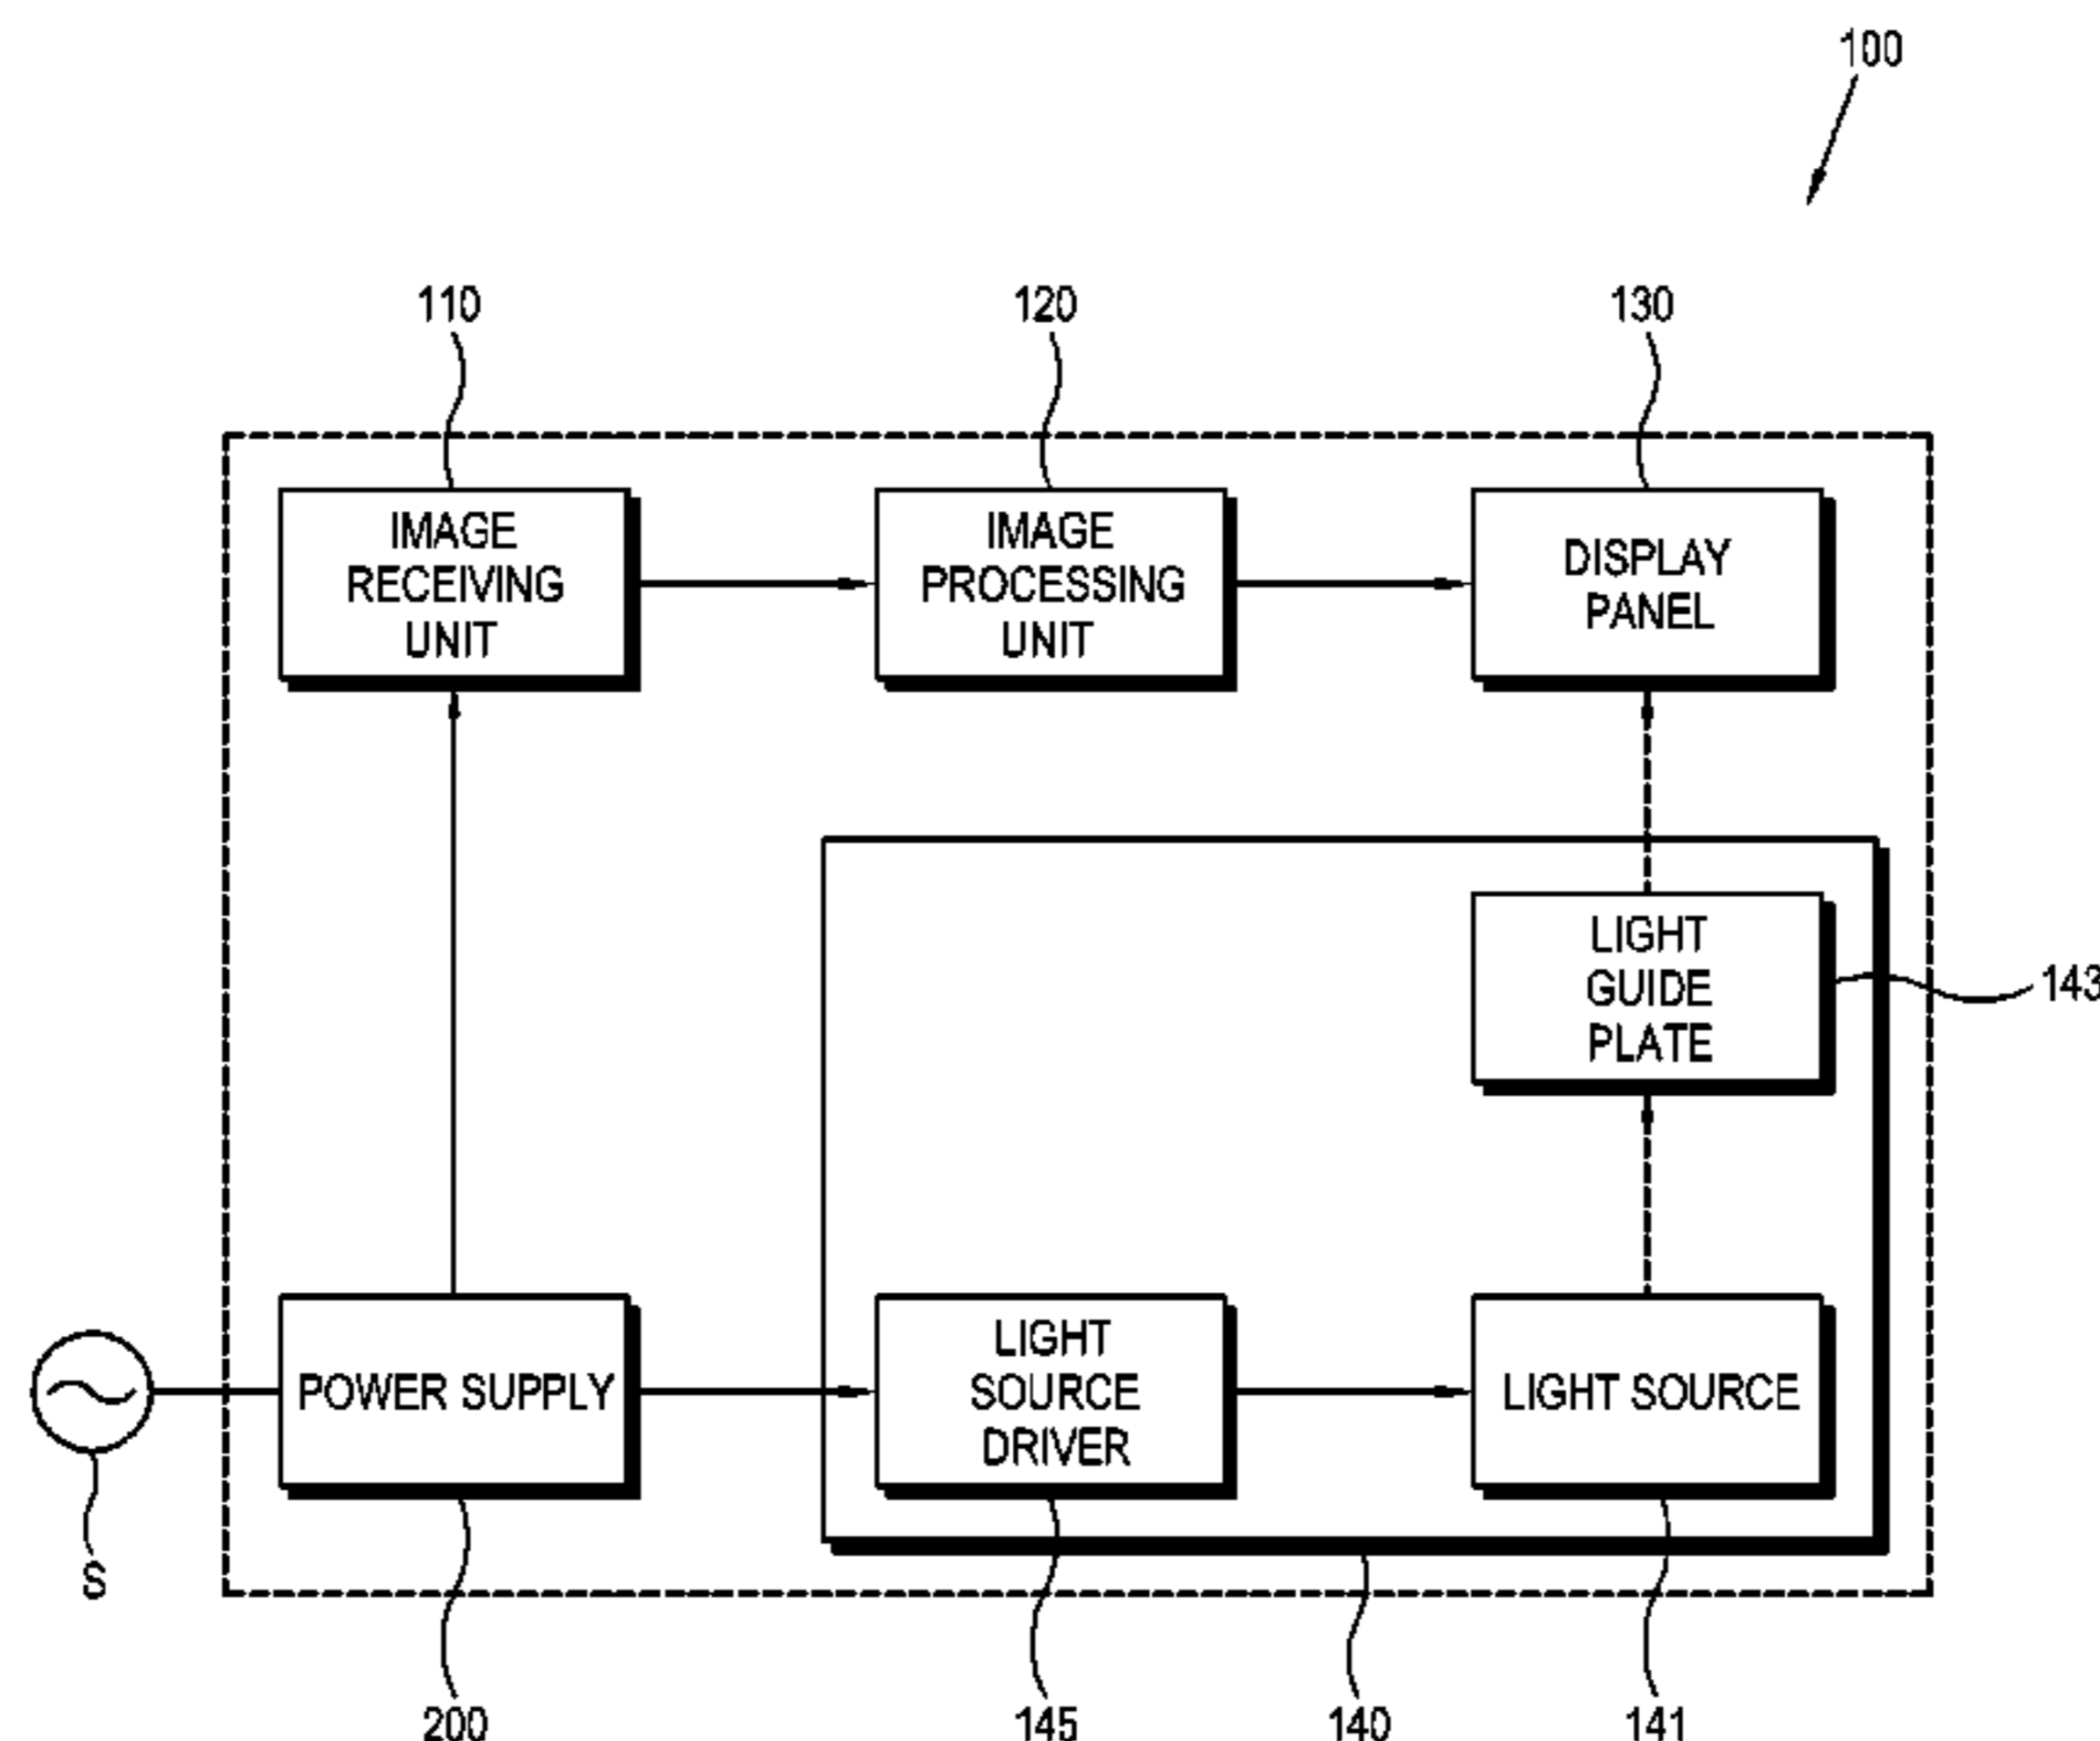 100
110
120
130
IMAGE
RECEIVING
UNIT
IMAGE
PROCESSING
UNIT
DISPLAY
PANEL
LIGHT
GUIDE
PLATE
143
POWER SUPPLY
LIGHT
SOURCE
DRIVER
LIGHT SOURCE
S
200
145
140
141